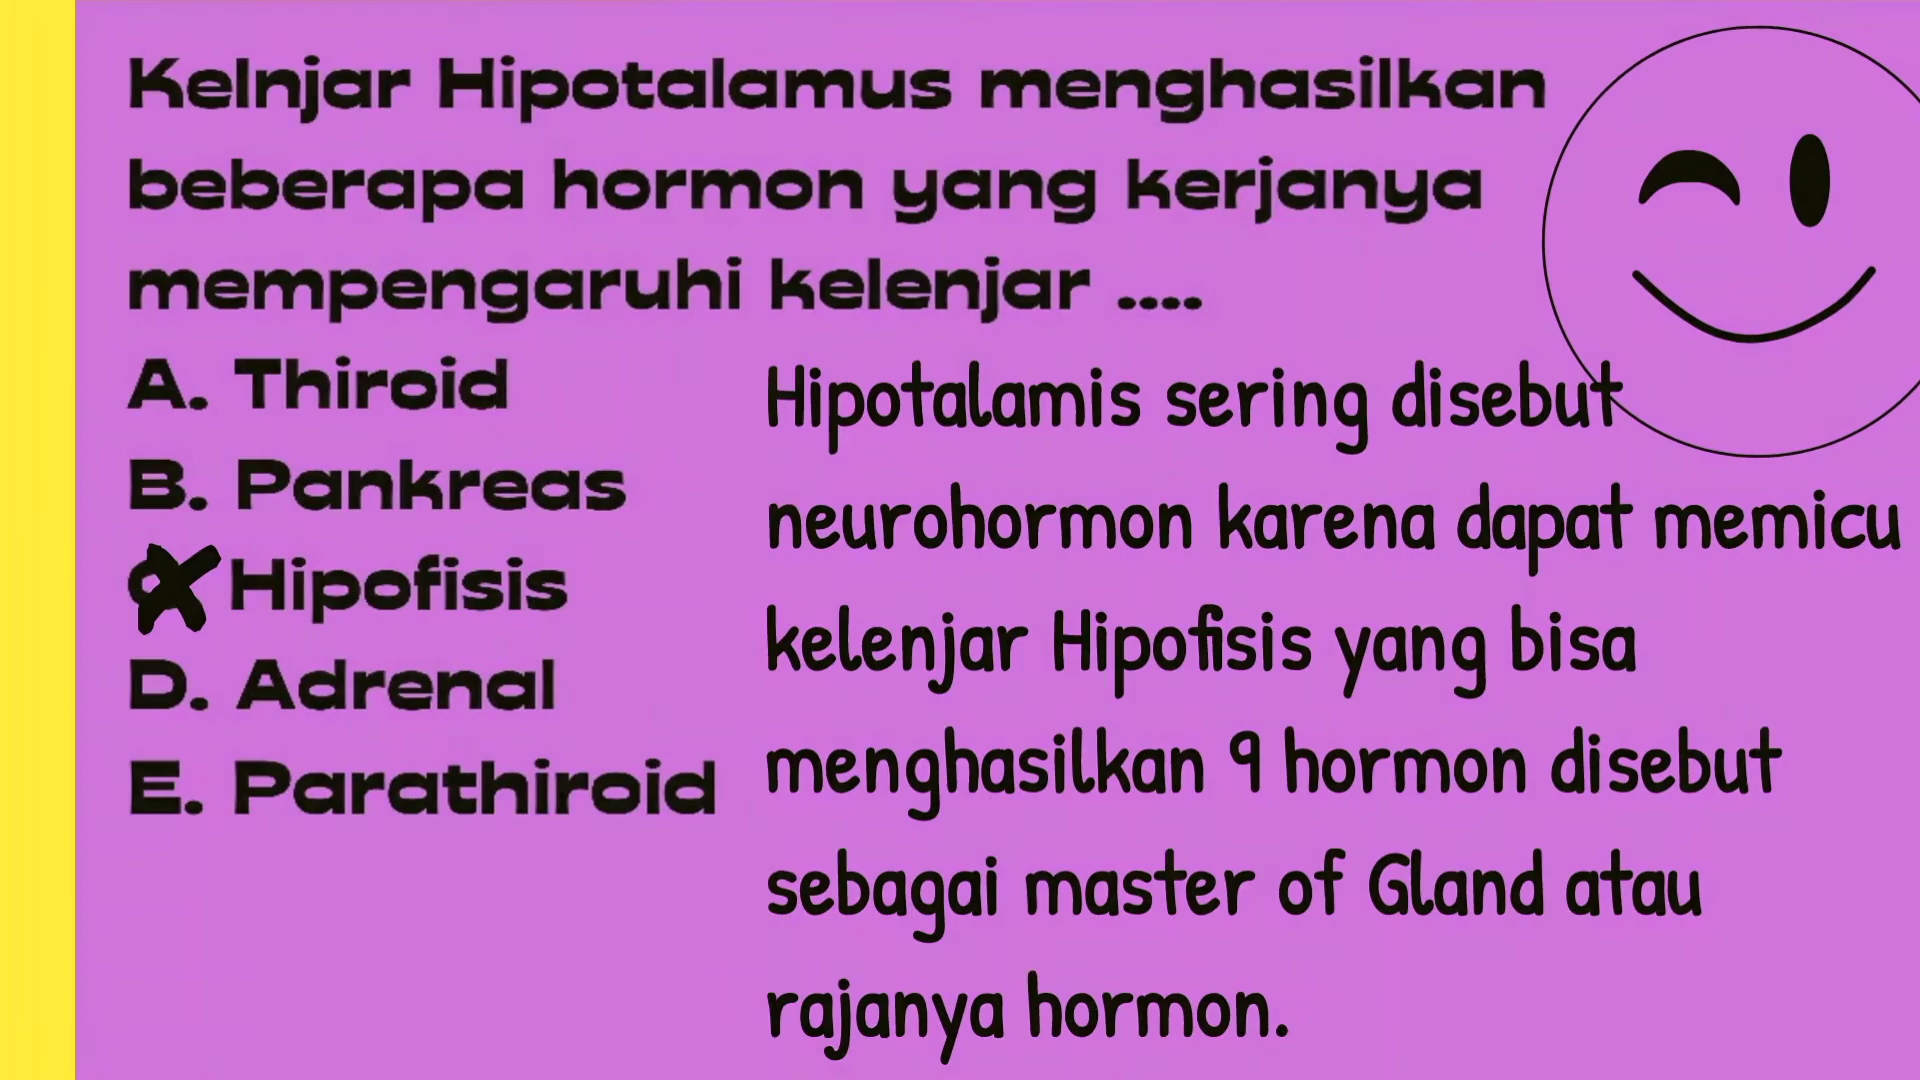 Kelnjar Hipotalamus menghasilkan
beberapa hormon yang kerjanya
mempengaruhi kelenjar ....
A. Thiroid
B. Pankreas
C. Hipofisis
D. Adrenal
E. Parathiroid
Hipotalamis sering disebut
neurohormon karena dapat memicu
kelenjar Hipofisis yang bisa
menghasilkan 9 hormon disebut
sebagai master of Gland atau
rajanya hormon.